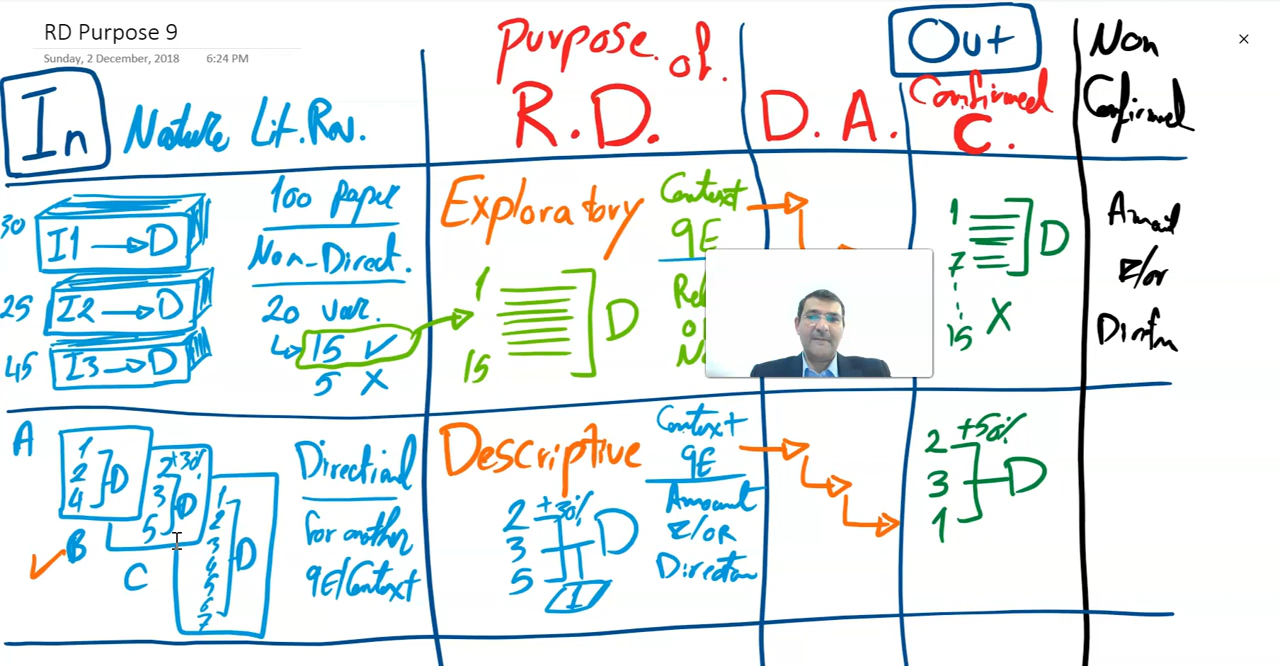 RD Purpose 9
Sunday, 2 December, 2018 6:24 PM
In
Nature Lit. Rev.
Purpose of
R.D.
D.A.
Out
Confirmed
C.
Non
Confirmed
30
I1 → D
25
I2 → D
45
I3 → D
100 paper
Non-Direct.
20 var.
↳ 15 ✓
5 X
Exploratory
1
15
D
Context
9E
1
7
15 X
D
Amount
&/or
A
1
2
4
D
2 +30%
3
5
D
1
2
3
4
5
6
7
D
B
C
Directional
for another
9E/Context
Descriptive
2 +30%
3
5
D
I
Context
9E
Amount
&/OR
Direction
2 +50%
3
1
D